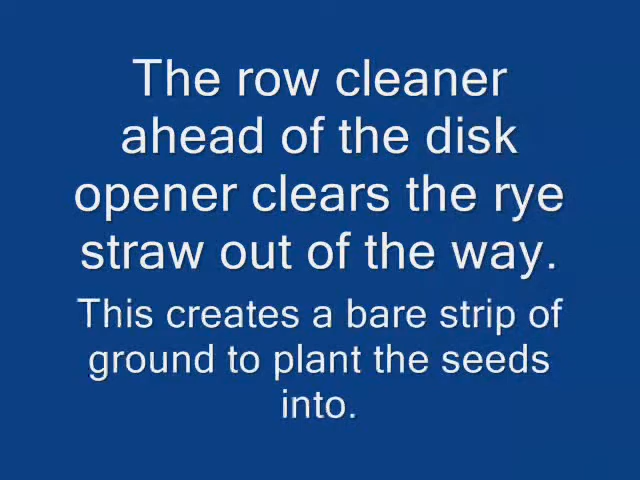 The row cleaner
ahead of the disk
opener clears the rye
straw out of the way.
This creates a bare strip of
ground to plant the seeds
into.